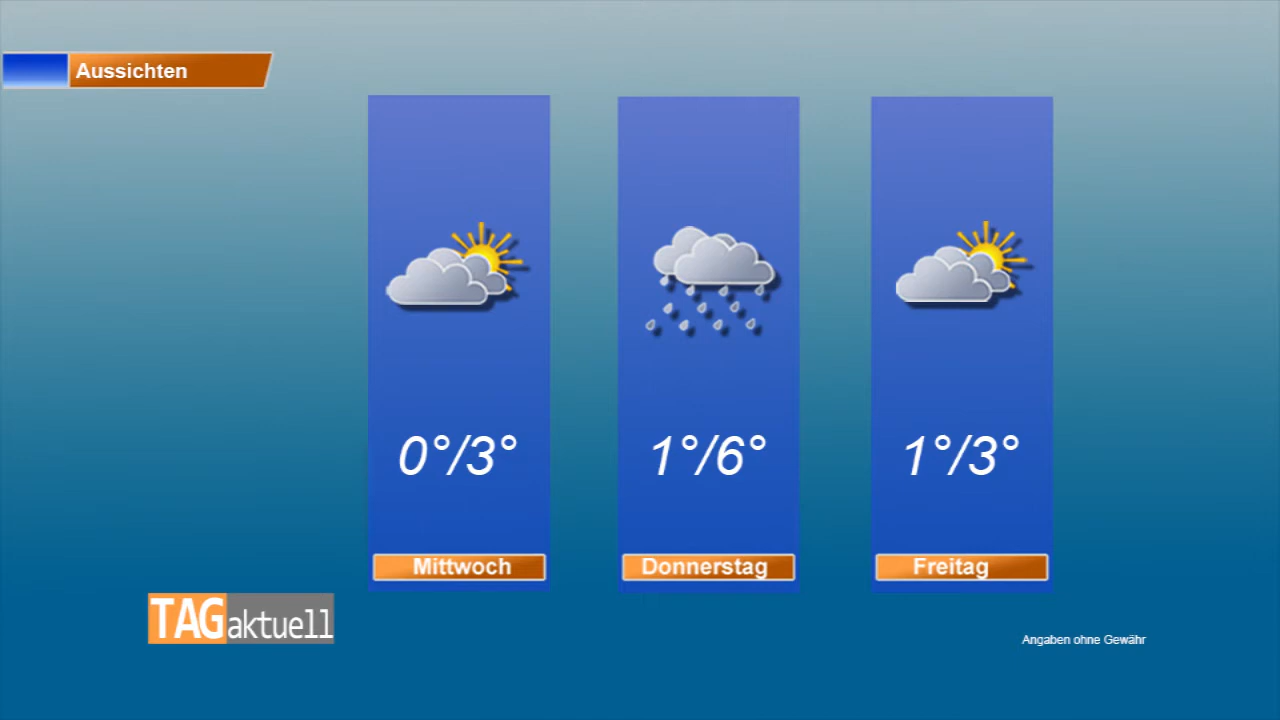 Aussichten
0°/3°
1°/6°
1°/3°
Mittwoch
Donnerstag
Freitag
TAGaktuell
Angaben ohne Gewähr